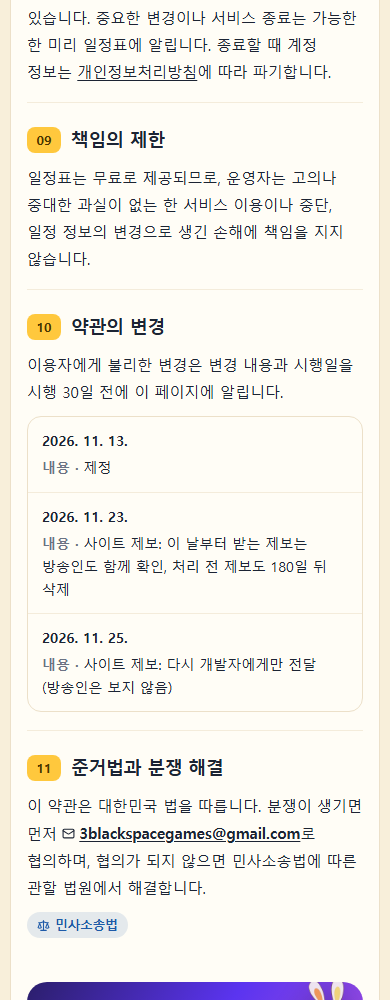 있습니다. 중요한 변경이나 서비스 종료는 가능한
한 미리 일정표에 알립니다. 종료할 때 계정
정보는 개인정보처리방침에 따라 파기합니다.
09 책임의 제한
일정표는 무료로 제공되므로, 운영자는 고의나
중대한 과실이 없는 한 서비스 이용이나 중단,
일정 정보의 변경으로 생긴 손해에 책임을 지지
않습니다.
10 약관의 변경
이용자에게 불리한 변경은 변경 내용과 시행일을
시행 30일 전에 이 페이지에 알립니다.
2026. 11. 13.
내용 · 제정
2026. 11. 23.
내용 · 사이트 제보: 이 날부터 받는 제보는
방송인도 함께 확인, 처리 전 제보도 180일 뒤
삭제
2026. 11. 25.
내용 · 사이트 제보: 다시 개발자에게만 전달
(방송인은 보지 않음)
11 준거법과 분쟁 해결
이 약관은 대한민국 법을 따릅니다. 분쟁이 생기면
먼저 3blackspacegames@gmail.com로
협의하며, 협의가 되지 않으면 민사소송법에 따른
관할 법원에서 해결합니다.
민사소송법